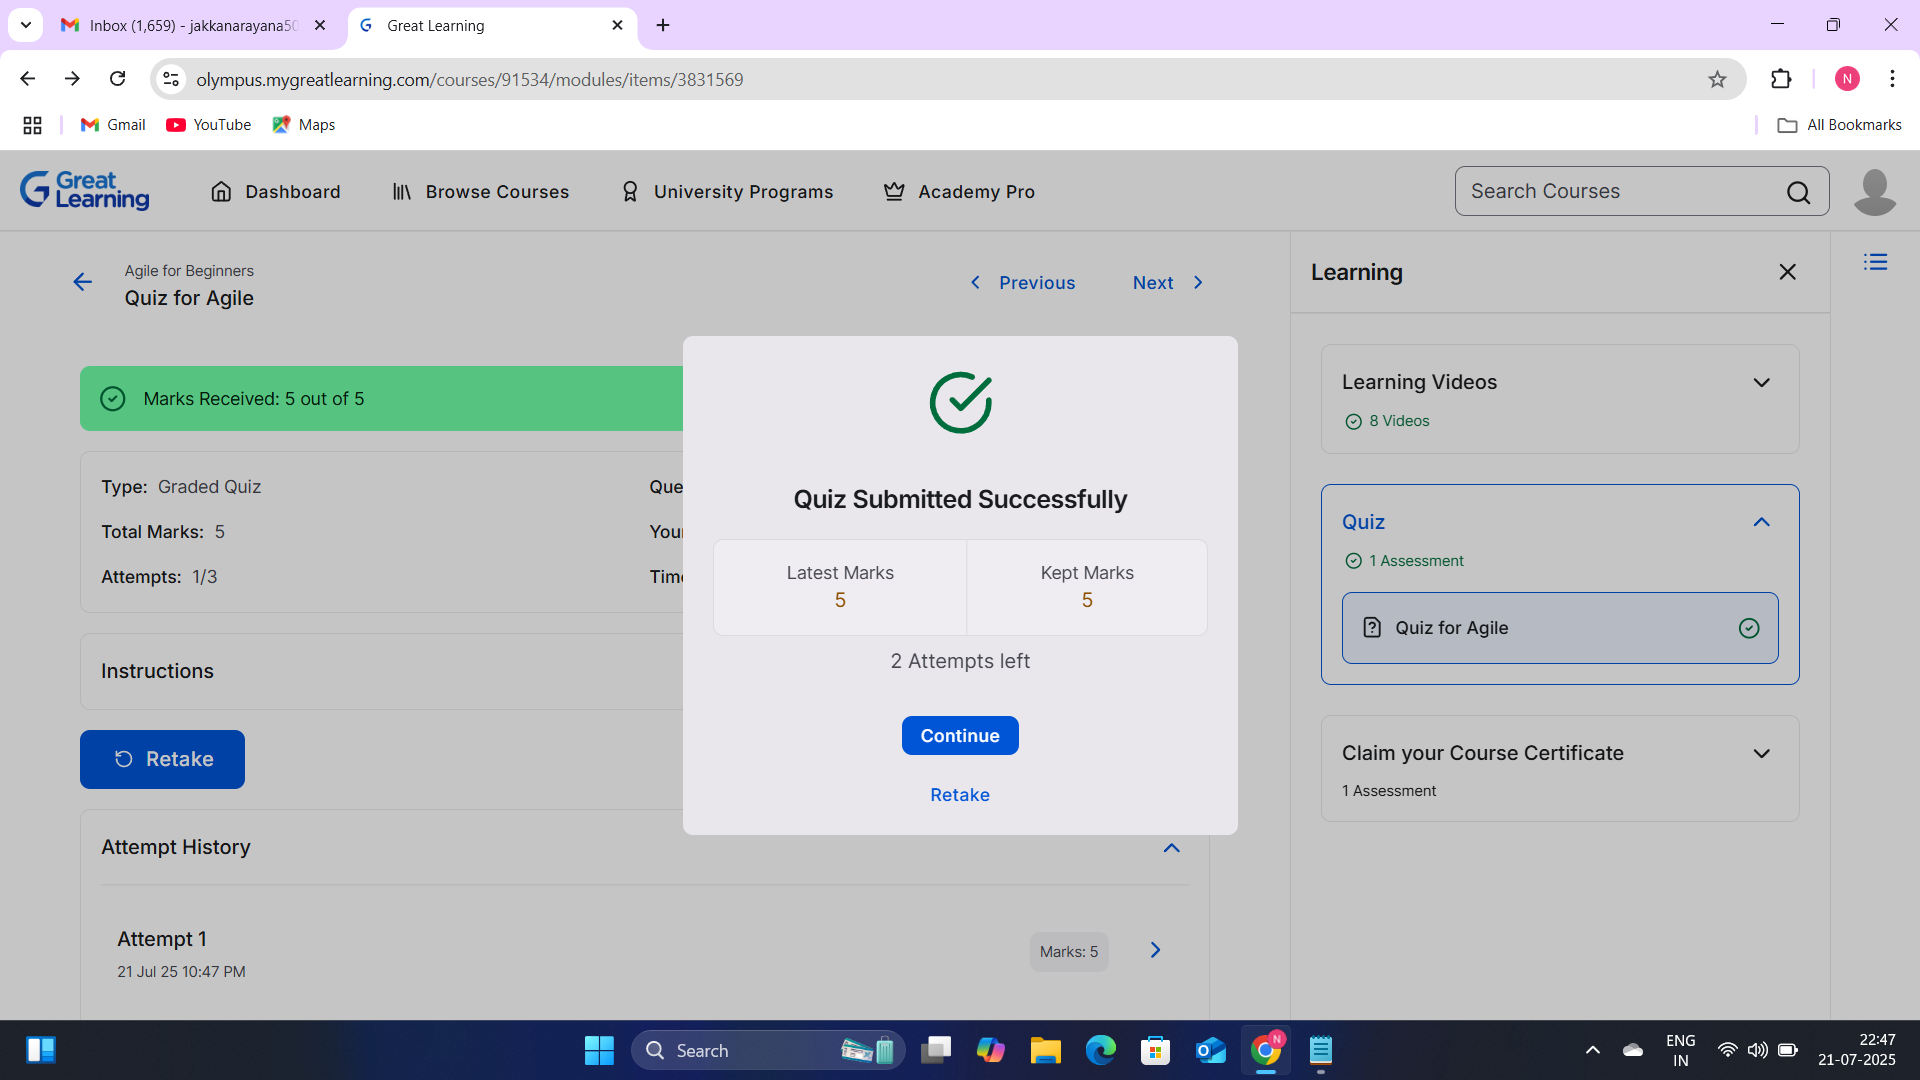 Inbox (1,659) - jakkanarayana50
Great Learning
olympus.mygreatlearning.com/courses/91534/modules/items/3831569
N
Gmail
YouTube
Maps
All Bookmarks
Great
Learning
Dashboard
Browse Courses
University Programs
Academy Pro
Search Courses
Agile for Beginners
Quiz for Agile
Previous
Next
Marks Received: 5 out of 5
Type: Graded Quiz
Que
Total Marks: 5
You
Attempts: 1/3
Time
Instructions
Retake
Attempt History
Attempt 1
21 Jul 25 10:47 PM
Marks: 5
Quiz Submitted Successfully
Latest Marks
5
Kept Marks
5
2 Attempts left
Continue
Retake
Learning
Learning Videos
8 Videos
Quiz
1 Assessment
Quiz for Agile
Claim your Course Certificate
1 Assessment
Search
N
ENG
IN
22:47
21-07-2025